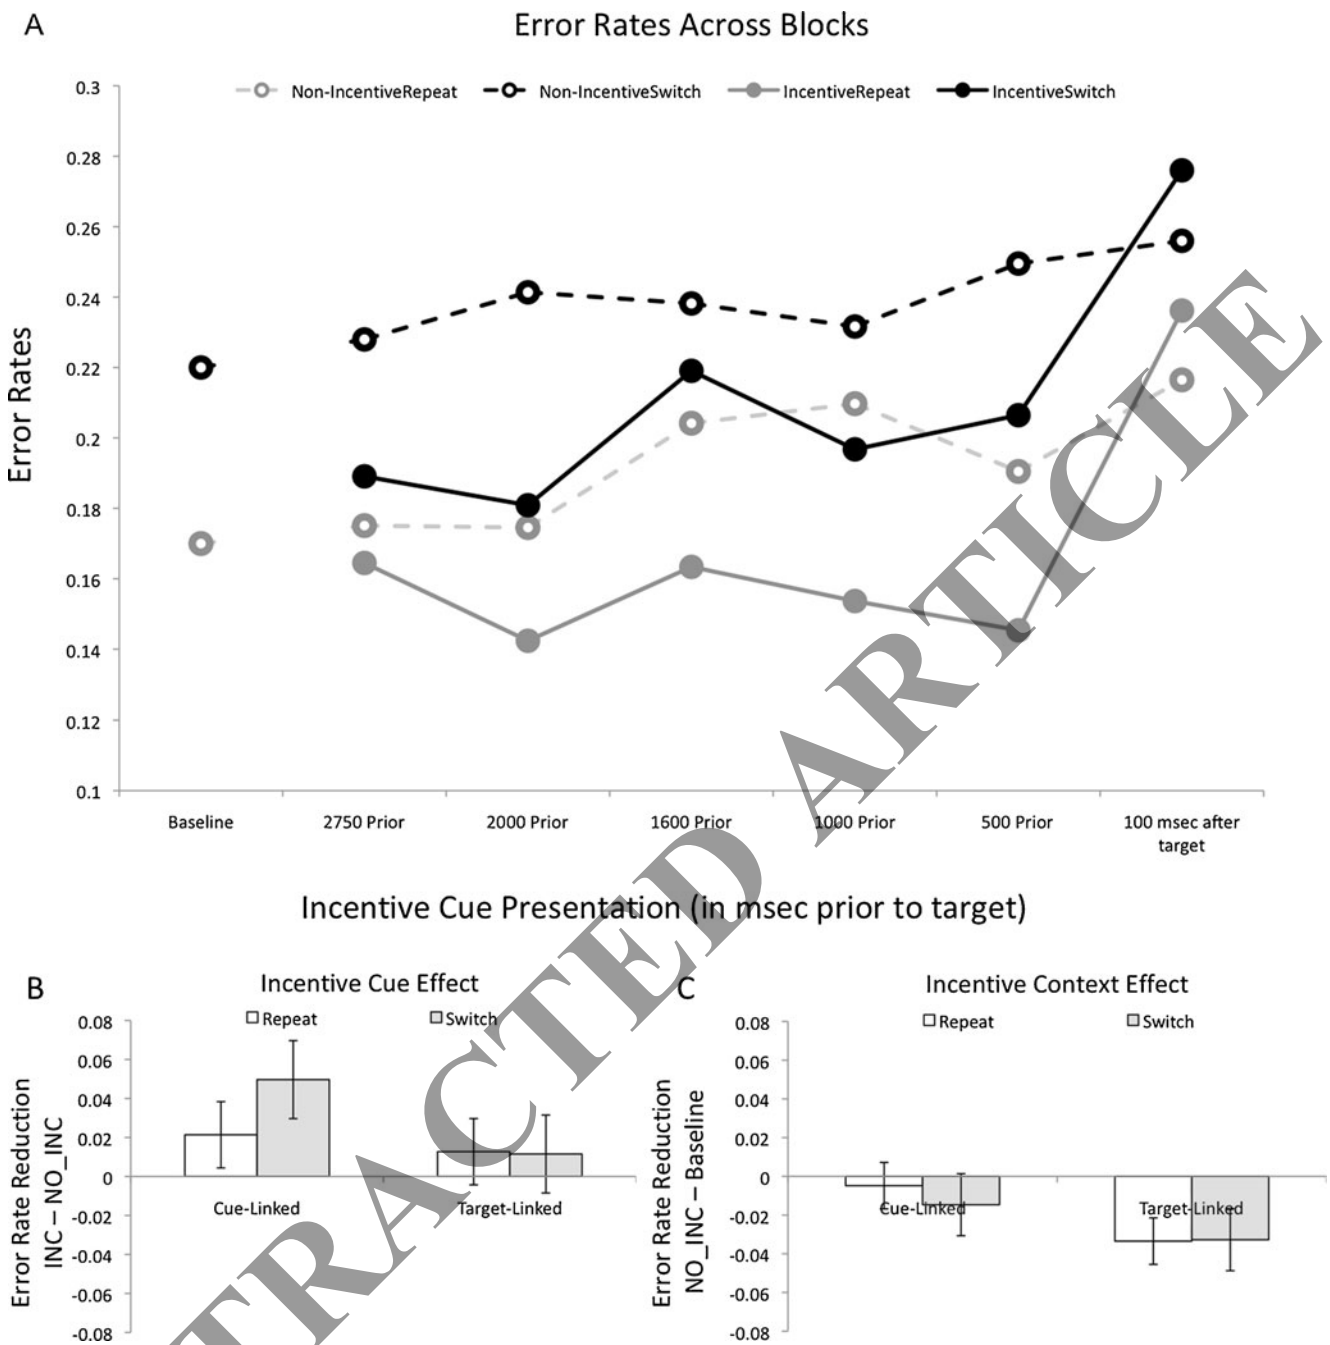 A
Error Rates Across Blocks
Non-IncentiveRepeat Non-IncentiveSwitch IncentiveRepeat IncentiveSwitch
0.3
0.28
0.26
0.24
0.22
0.2
0.18
0.16
0.14
0.12
0.1
Error Rates
Baseline 2750 Prior 2000 Prior 1600 Prior 1000 Prior 500 Prior 100 msec after
target
Incentive Cue Presentation (in msec prior to target)
B
Incentive Cue Effect
Repeat Switch
0.08
0.06
0.04
0.02
0
-0.02
-0.04
-0.06
-0.08
Error Rate Reduction
INC – NO_INC
Cue-Linked Target-Linked
C
Incentive Context Effect
Repeat Switch
0.08
0.06
0.04
0.02
0
-0.02
-0.04
-0.06
-0.08
Error Rate Reduction
NO_INC – Baseline
Cue-Linked Target-Linked
TRACTED ARTICLE